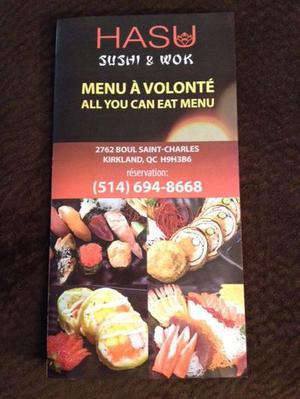 HASU
SUSHI & WOK
MENU À VOLONTÉ
ALL YOU CAN EAT MENU
2762 BOUL SAINT-CHARLES
KIRKLAND, QC H9H3B6
réservation:
(514) 694-8668